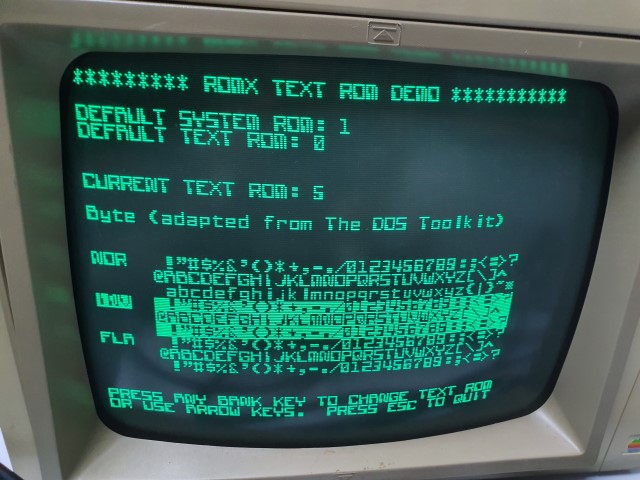 ********* ROMX TEXT ROM DEMO ***********
DEFAULT SYSTEM ROM: 1
DEFAULT TEXT ROM: 0
CURRENT TEXT ROM: 5
Byte (adapted from The DOS Toolkit)
NOR !"#$%&'()*+,-./0123456789:;<=>?
@ABCDEFGHIJKLMNOPQRSTUVWXYZ[\]^
abcdefghijklmnopqrstuvwxyz{|}~
INV !"#$%&'()*+,-./0123456789:;<=>?
@ABCDEFGHIJKLMNOPQRSTUVWXYZ[\]^
!"#$%&'()*+,-./0123456789:;<=>?
FLA @ABCDEFGHIJKLMNOPQRSTUVWXYZ[\]^
!"#$%&'()*+,-./0123456789:;<=>?
PRESS ANY BANK KEY TO CHANGE TEXT ROM
OR USE ARROW KEYS. PRESS ESC TO QUIT